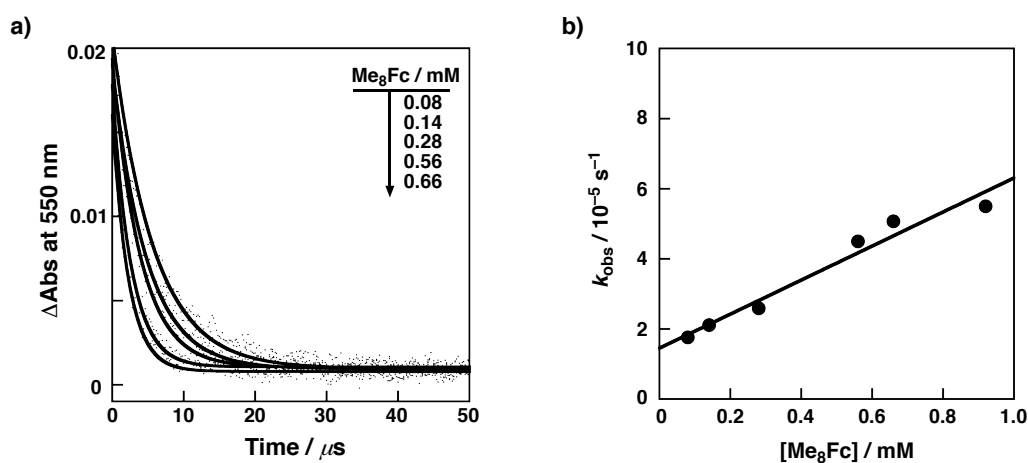 a)
0.02
0.01
0
ΔAbs at 550 nm
Me₈Fc / mM
0.08
0.14
0.28
0.56
0.66
0 10 20 30 40 50
Time / μs
b)
10
8
6
4
2
0
k_obs / 10⁻⁵ s⁻¹
0 0.2 0.4 0.6 0.8 1.0
[Me₈Fc] / mM